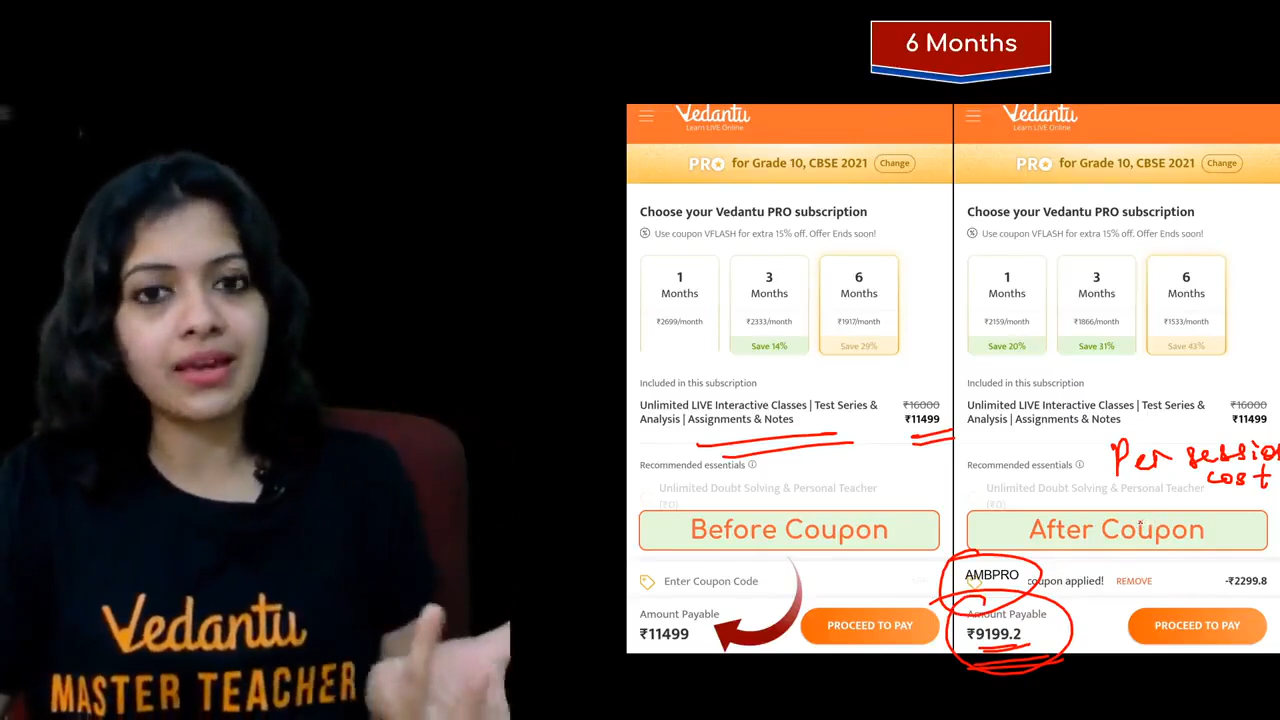 6 Months
Vedantu
Learn LIVE Online
PRO for Grade 10, CBSE 2021 Change
Choose your Vedantu PRO subscription
Use coupon VFLASH for extra 15% off. Offer Ends soon!
1
Months
₹2699/month
3
Months
₹2333/month
Save 14%
6
Months
₹1917/month
Save 29%
Included in this subscription
Unlimited LIVE Interactive Classes | Test Series &
Analysis | Assignments & Notes
₹16000
₹11499
Recommended essentials
Unlimited Doubt Solving & Personal Teacher
(₹0)
Before Coupon
Enter Coupon Code
Amount Payable
₹11499
PROCEED TO PAY
Vedantu
Learn LIVE Online
PRO for Grade 10, CBSE 2021 Change
Choose your Vedantu PRO subscription
Use coupon VFLASH for extra 15% off. Offer Ends soon!
1
Months
₹2159/month
Save 20%
3
Months
₹1866/month
Save 31%
6
Months
₹1533/month
Save 43%
Included in this subscription
Unlimited LIVE Interactive Classes | Test Series &
Analysis | Assignments & Notes
₹16000
₹11499
Per session
cost
Recommended essentials
Unlimited Doubt Solving & Personal Teacher
(₹0)
After Coupon
AMBPRO coupon applied! REMOVE -₹2299.8
Amount Payable
₹9199.2
PROCEED TO PAY
Vedantu
MASTER TEACHER